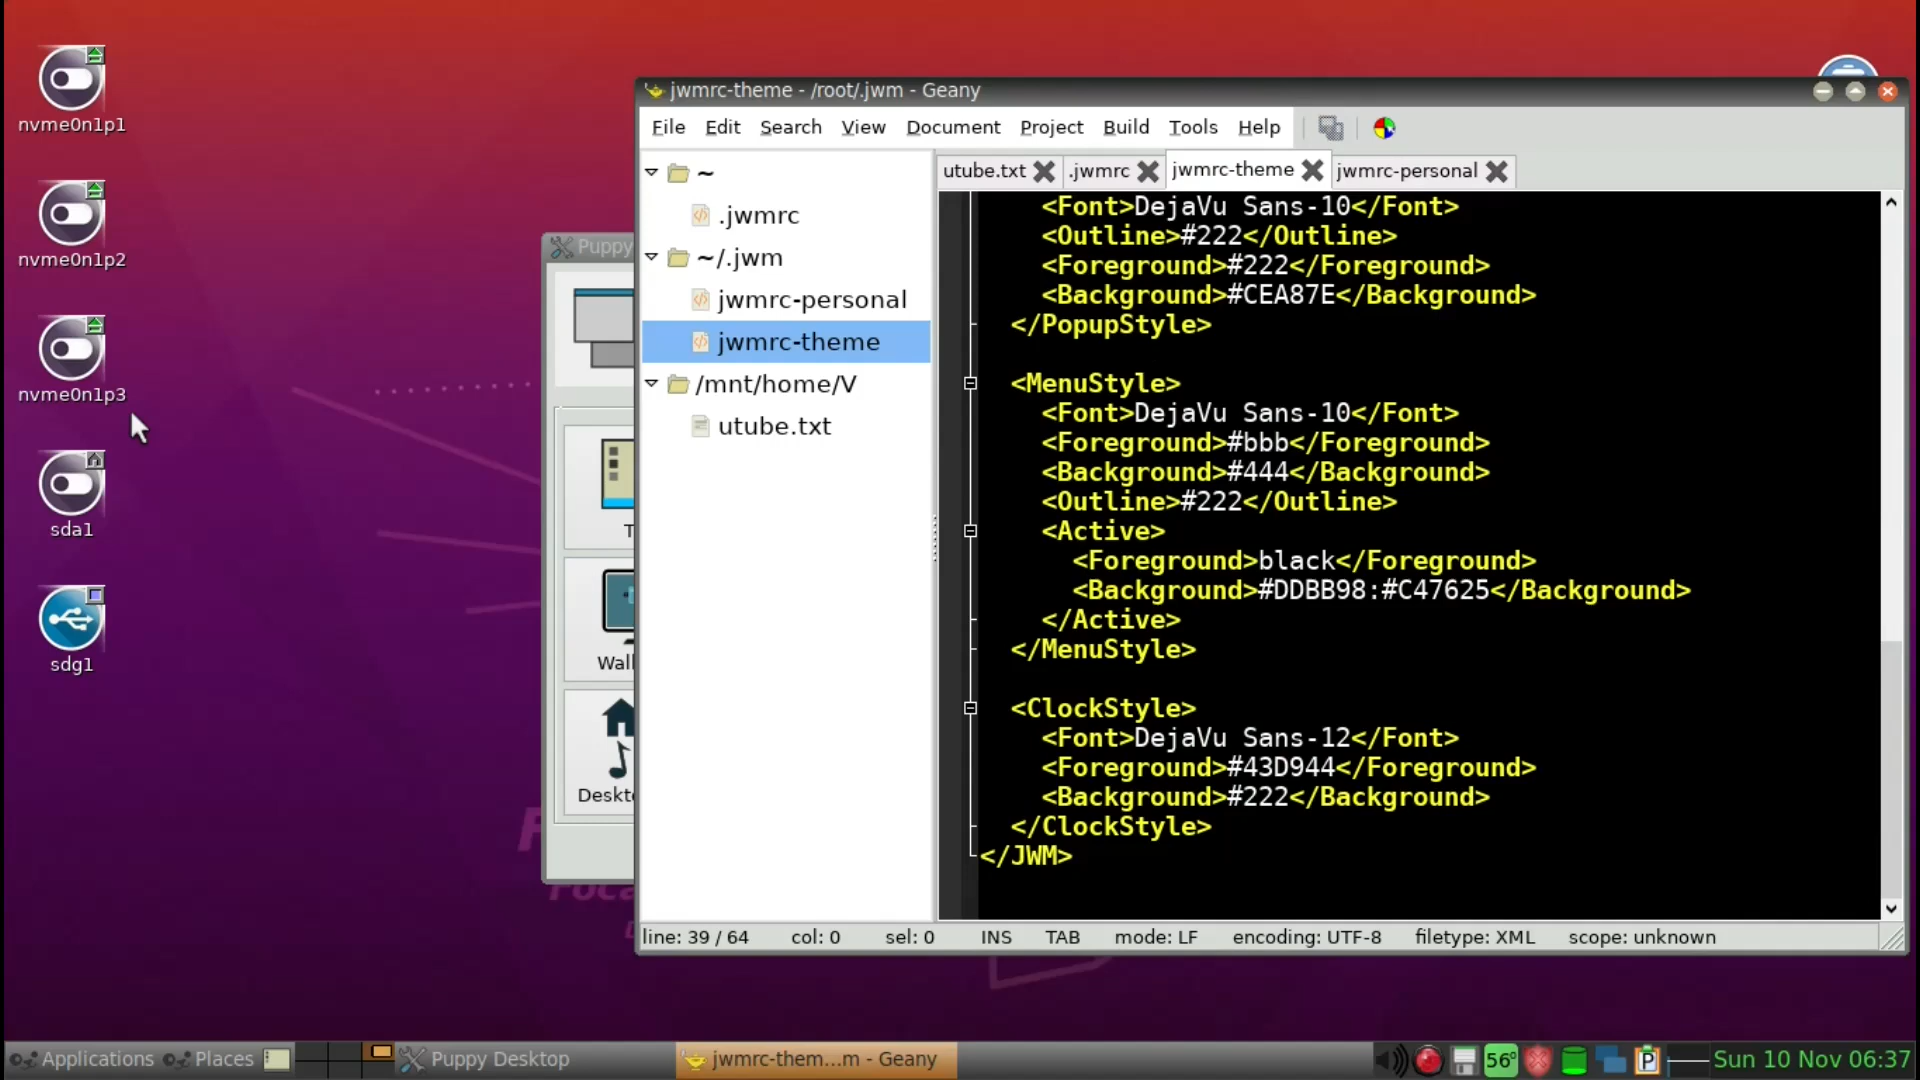 nvme0n1p1
nvme0n1p2
nvme0n1p3
sda1
sdg1
Puppy
T
Wall
Deskto
F
Foca
jwmrc-theme - /root/.jwm - Geany
File Edit Search View Document Project Build Tools Help
~
.jwmrc
~/.jwm
jwmrc-personal
jwmrc-theme
/mnt/home/V
utube.txt
utube.txt .jwmrc jwmrc-theme jwmrc-personal
<Font>DejaVu Sans-10</Font>
<Outline>#222</Outline>
<Foreground>#222</Foreground>
<Background>#CEA87E</Background>
</PopupStyle>
<MenuStyle>
<Font>DejaVu Sans-10</Font>
<Foreground>#bbb</Foreground>
<Background>#444</Background>
<Outline>#222</Outline>
<Active>
<Foreground>black</Foreground>
<Background>#DDBB98:#C47625</Background>
</Active>
</MenuStyle>
<ClockStyle>
<Font>DejaVu Sans-12</Font>
<Foreground>#43D944</Foreground>
<Background>#222</Background>
</ClockStyle>
</JWM>
line: 39 / 64 col: 0 sel: 0 INS TAB mode: LF encoding: UTF-8 filetype: XML scope: unknown
Applications Places Puppy Desktop jwmrc-them...m - Geany 56° P Sun 10 Nov 06:37